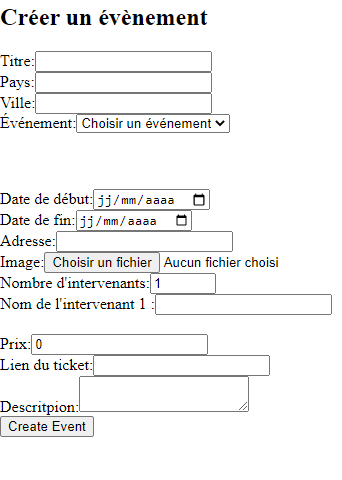 Créer un évènement
Titre:
Pays:
Ville:
Événement: Choisir un événement
Date de début: jj/mm/aaaa
Date de fin: jj/mm/aaaa
Adresse:
Image: Choisir un fichier Aucun fichier choisi
Nombre d'intervenants: 1
Nom de l'intervenant 1 :
Prix: 0
Lien du ticket:
Descritpion:
Create Event